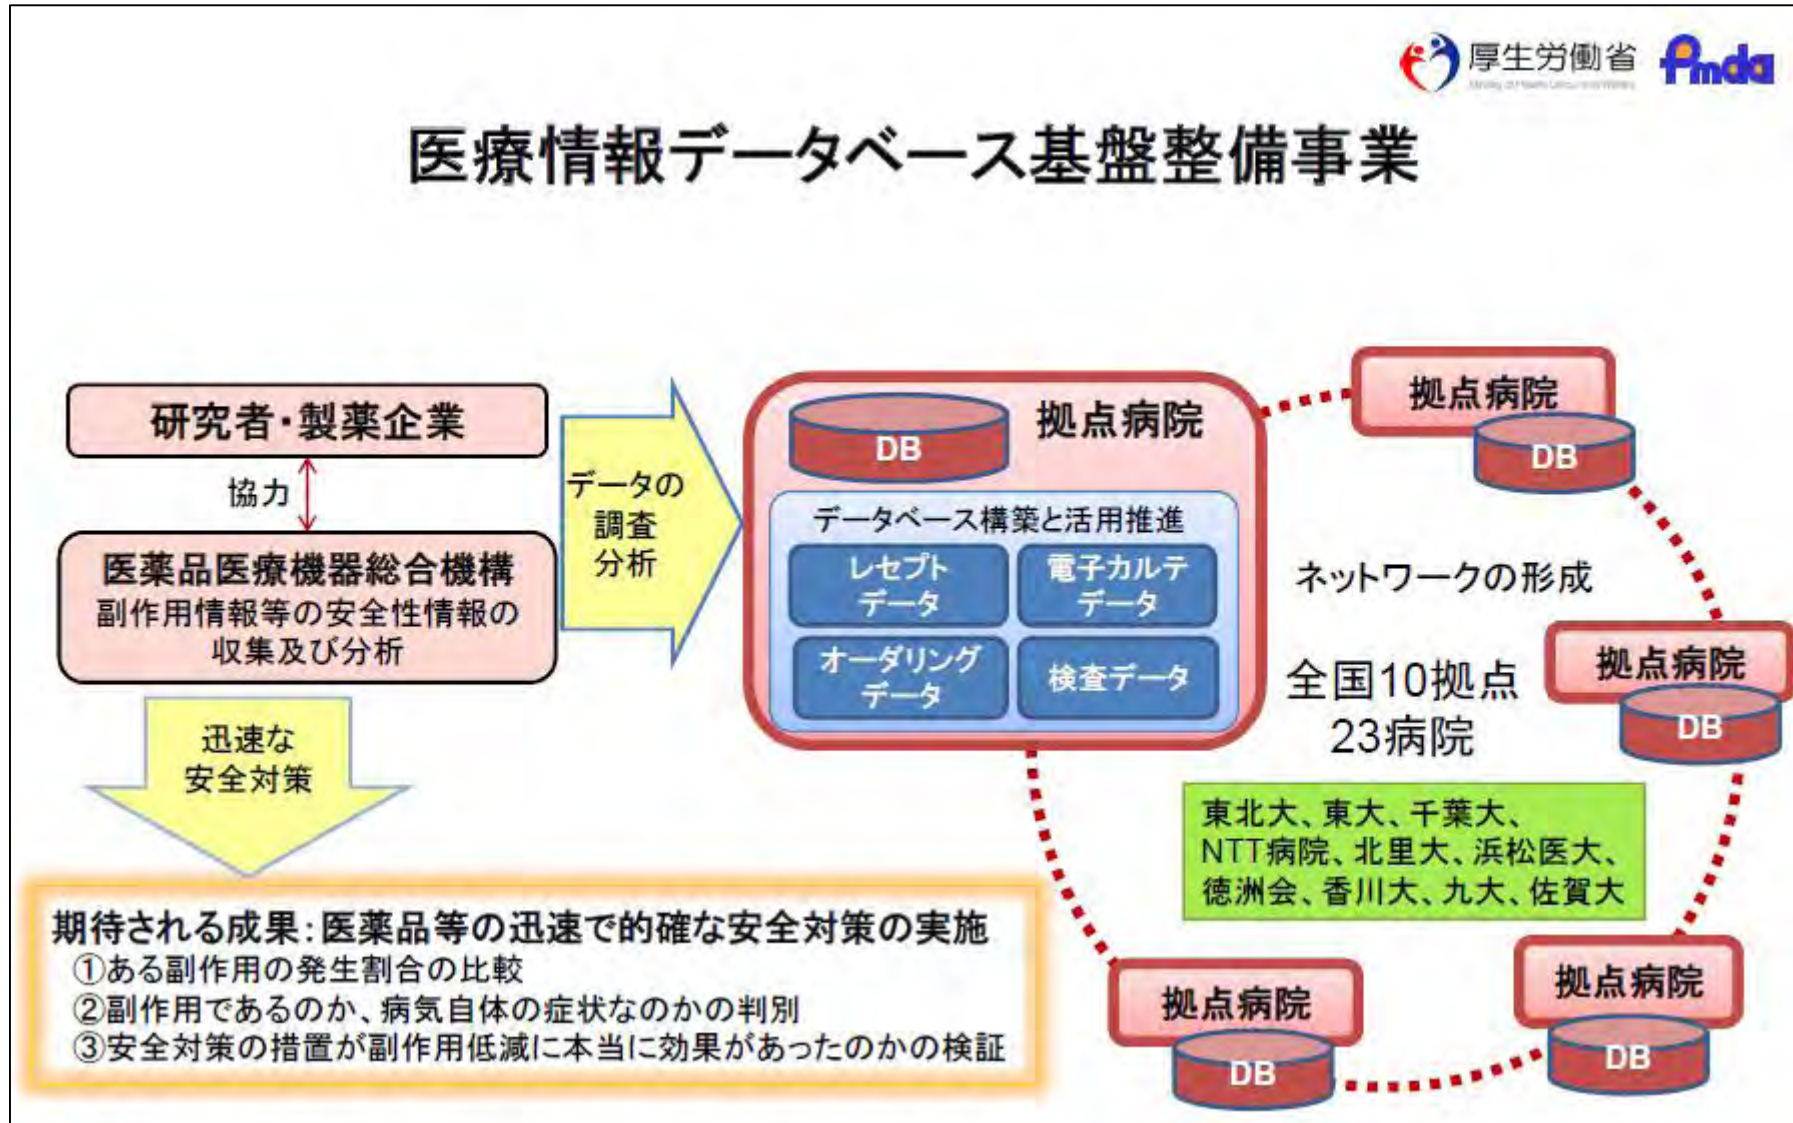 厚生労働省
Pmda
医療情報データベース基盤整備事業
研究者・製薬企業
協力
医薬品医療機器総合機構
副作用情報等の安全性情報の
収集及び分析
データの
調査
分析
迅速な
安全対策
DB
拠点病院
データベース構築と活用推進
レセプト
データ
電子カルテ
データ
オーダリング
データ
検査データ
拠点病院
DB
ネットワークの形成
全国10拠点
23病院
拠点病院
DB
東北大、東大、千葉大、
NTT病院、北里大、浜松医大、
徳洲会、香川大、九大、佐賀大
拠点病院
DB
拠点病院
DB
期待される成果：医薬品等の迅速で的確な安全対策の実施
①ある副作用の発生割合の比較
②副作用であるのか、病気自体の症状なのかの判別
③安全対策の措置が副作用低減に本当に効果があったのかの検証